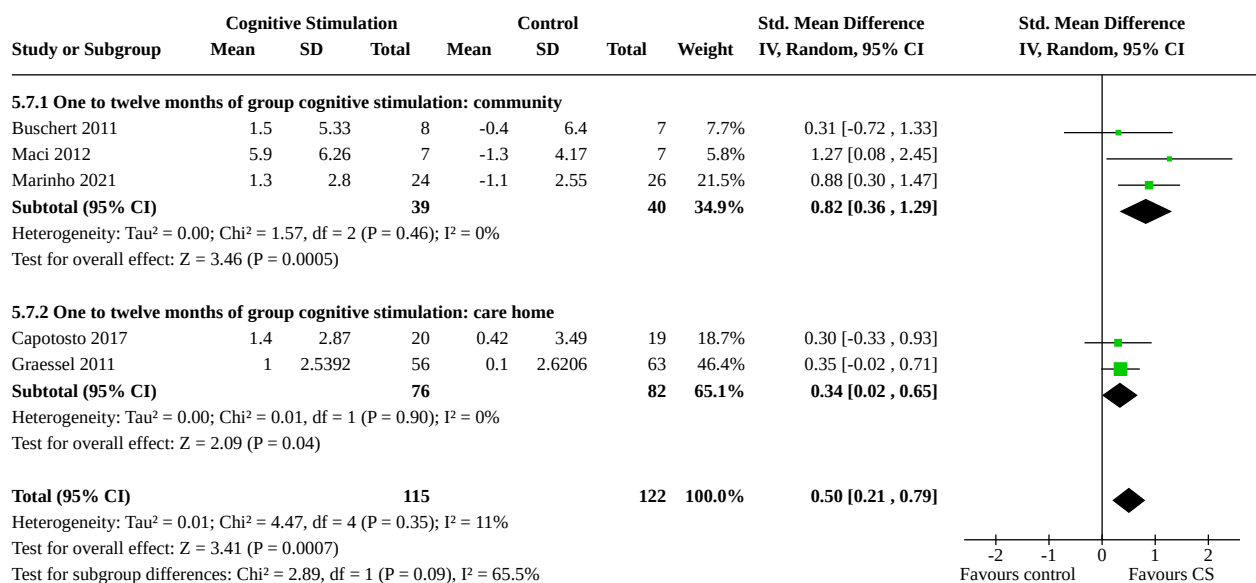 Cognitive Stimulation Control Std. Mean Difference Std. Mean Difference
Study or Subgroup Mean SD Total Mean SD Total Weight IV, Random, 95% CI IV, Random, 95% CI
5.7.1 One to twelve months of group cognitive stimulation: community
Buschert 2011 1.5 5.33 8 -0.4 6.4 7 7.7% 0.31 [-0.72 , 1.33]
Maci 2012 5.9 6.26 7 -1.3 4.17 7 5.8% 1.27 [0.08 , 2.45]
Marinho 2021 1.3 2.8 24 -1.1 2.55 26 21.5% 0.88 [0.30 , 1.47]
Subtotal (95% CI) 39 40 34.9% 0.82 [0.36 , 1.29]
Heterogeneity: Tau² = 0.00; Chi² = 1.57, df = 2 (P = 0.46); I² = 0%
Test for overall effect: Z = 3.46 (P = 0.0005)
5.7.2 One to twelve months of group cognitive stimulation: care home
Capotosto 2017 1.4 2.87 20 0.42 3.49 19 18.7% 0.30 [-0.33 , 0.93]
Graessel 2011 1 2.5392 56 0.1 2.6206 63 46.4% 0.35 [-0.02 , 0.71]
Subtotal (95% CI) 76 82 65.1% 0.34 [0.02 , 0.65]
Heterogeneity: Tau² = 0.00; Chi² = 0.01, df = 1 (P = 0.90); I² = 0%
Test for overall effect: Z = 2.09 (P = 0.04)
Total (95% CI) 115 122 100.0% 0.50 [0.21 , 0.79]
Heterogeneity: Tau² = 0.01; Chi² = 4.47, df = 4 (P = 0.35); I² = 11%
Test for overall effect: Z = 3.41 (P = 0.0007)
Test for subgroup differences: Chi² = 2.89, df = 1 (P = 0.09), I² = 65.5%
-2 -1 0 1 2
Favours control Favours CS